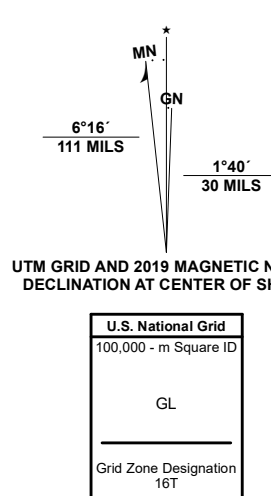 ★
MN
GN
6°16´
111 MILS
1°40´
30 MILS
UTM GRID AND 2019 MAGNETIC
DECLINATION AT CENTER OF
U.S. National Grid
100,000 - m Square ID
GL
Grid Zone Designation
16T